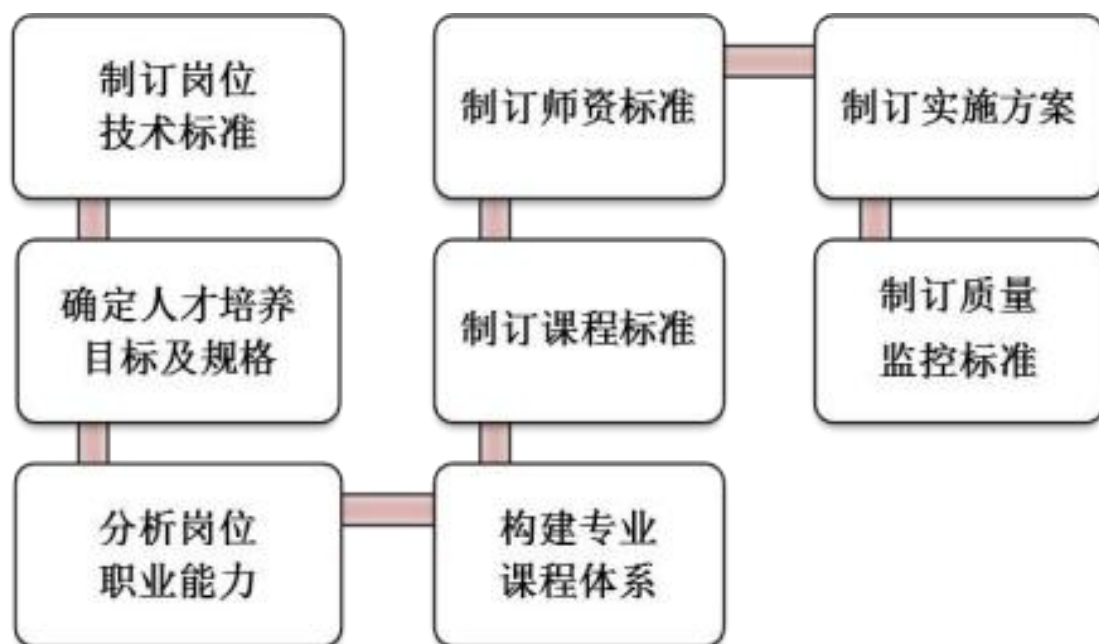 制订岗位
技术标准
确定人才培养
目标及规格
分析岗位
职业能力
构建专业
课程体系
制订课程标准
制订师资标准
制订实施方案
制订质量
监控标准